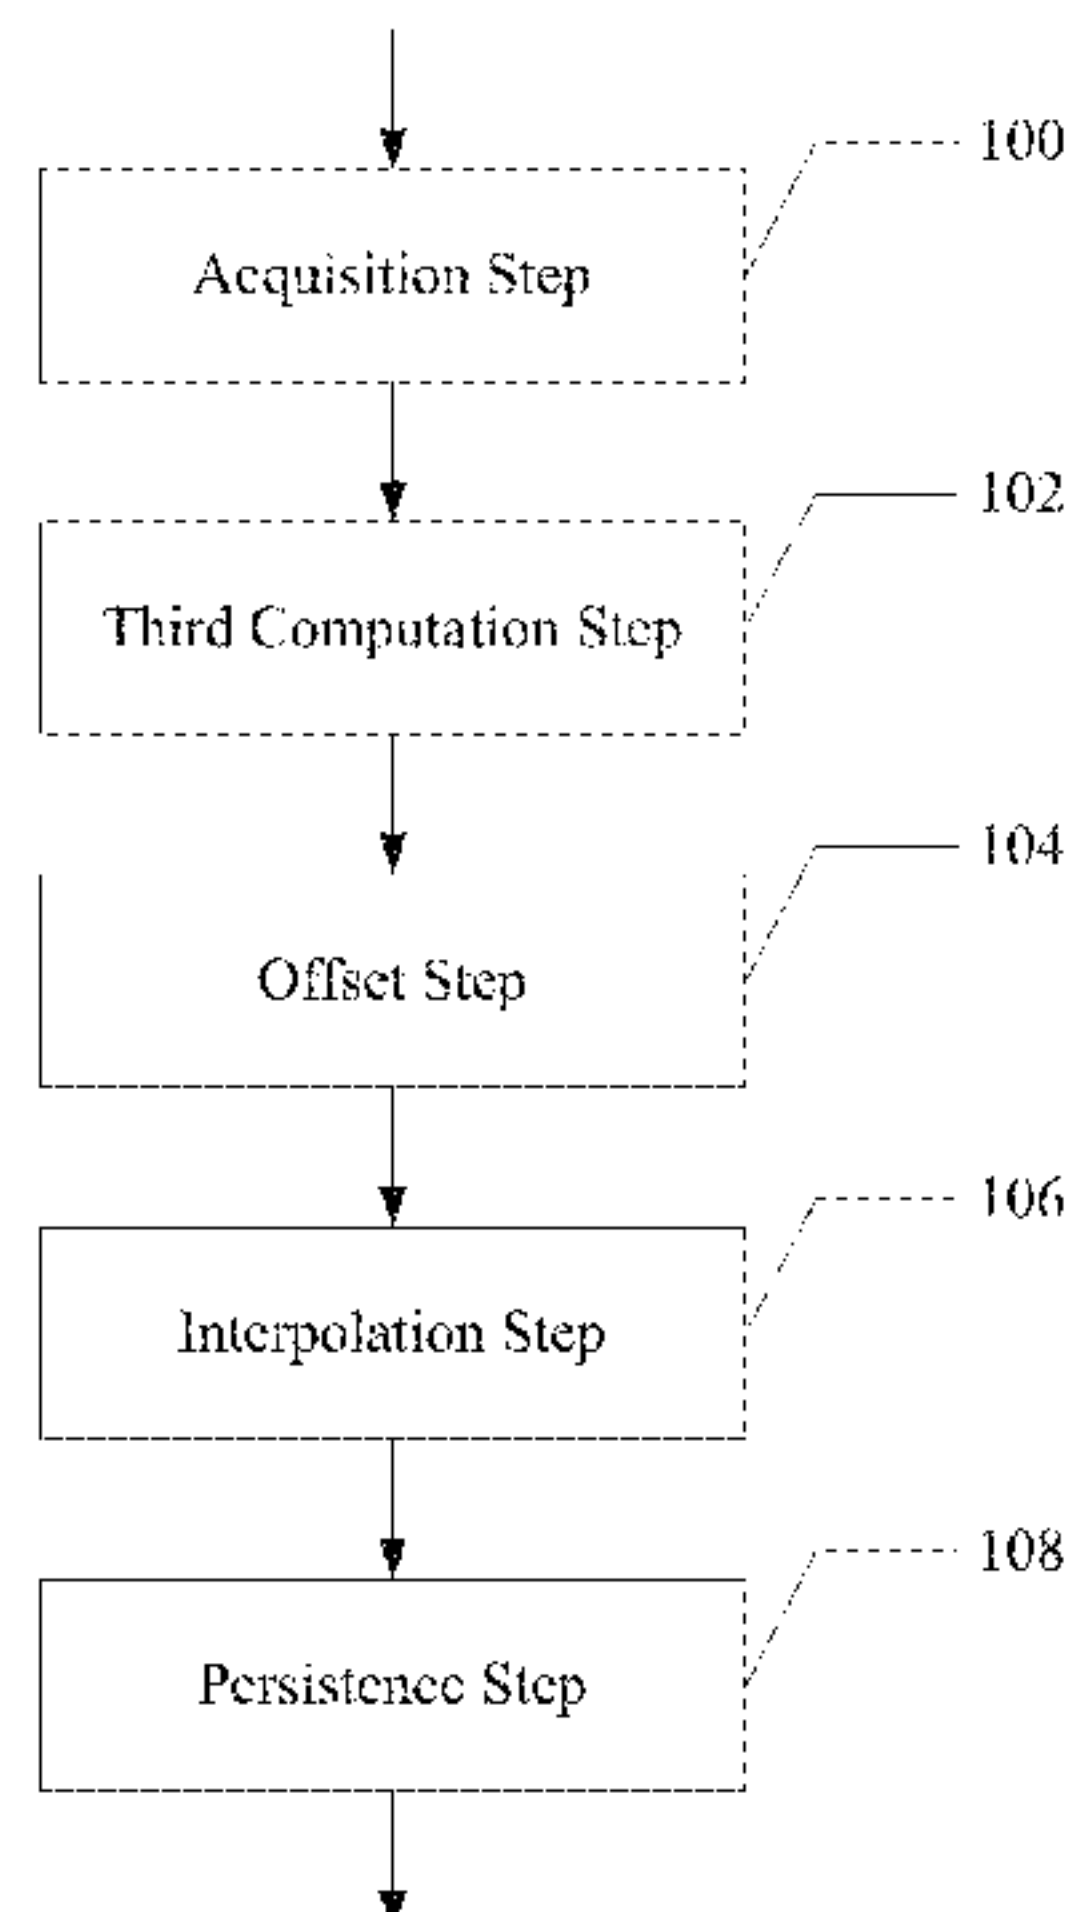 100
Acquisition Step
102
Third Computation Step
104
Offset Step
106
Interpolation Step
108
Persistence Step